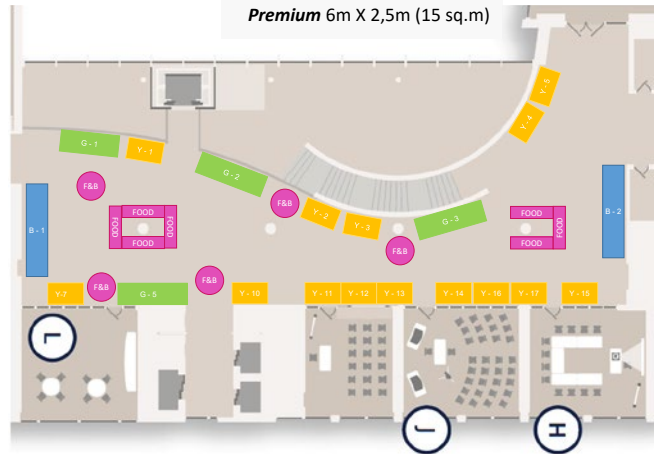 Premium 6m X 2,5m (15 sq.m)
Y - 5
Y - 4
G - 1
Y - 1
G - 2
F&B
B - 1
B - 2
F&B
Y - 2
Y - 3
G - 3
FOOD
FOOD
FOOD
FOOD
FOOD
FOOD
FOOD
F&B
F&B
F&B
Y-7
G - 5
Y - 10
Y - 11
Y - 12
Y - 13
Y - 14
Y - 16
Y - 17
Y - 15
L
J
H